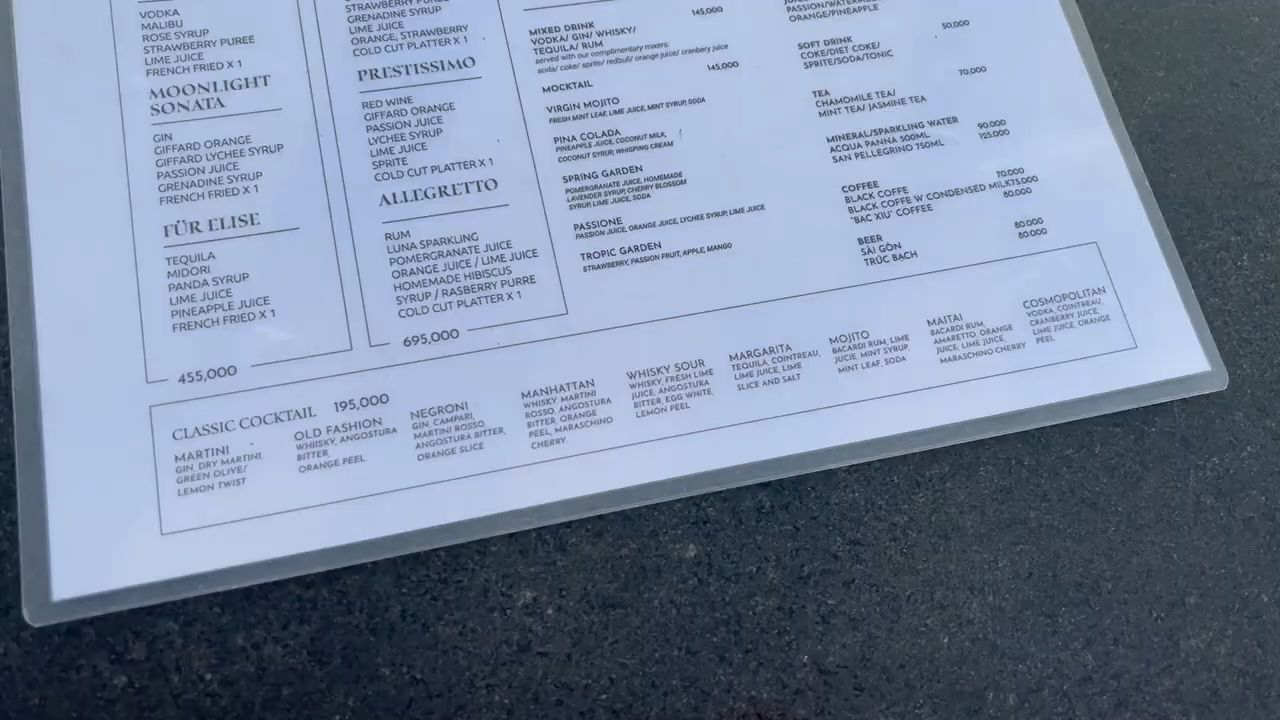 VODKA
MALIBU
ROSE SYRUP
STRAWBERRY PUREE
LIME JUICE
FRENCH FRIED X 1
MOONLIGHT
SONATA
GIN
GIFFARD ORANGE
GIFFARD LYCHEE SYRUP
PASSION JUICE
GRENADINE SYRUP
FRENCH FRIED X 1
FÜR ELISE
TEQUILA
MIDORI
PANDA SYRUP
LIME JUICE
PINEAPPLE JUICE
FRENCH FRIED X 1
455,000
STRAWBERRY PUREE
GRENADINE SYRUP
LIME JUICE
ORANGE, STRAWBERRY
COLD CUT PLATTER X 1
PRESTISSIMO
RED WINE
GIFFARD ORANGE
PASSION JUICE
LYCHEE SYRUP
LIME JUICE
SPRITE
COLD CUT PLATTER X 1
ALLEGRETTO
RUM
LUNA SPARKLING
POMERGRANATE JUICE
ORANGE JUICE / LIME JUICE
HOMEMADE HIBISCUS
SYRUP / RASBERRY PURRE
COLD CUT PLATTER X 1
695,000
MIXED DRINK 145,000
VODKA/ GIN/ WHISKY/
TEQUILA/ RUM
served with our complimentary mixers:
soda/ coke/ sprite/ redbull/ orange juice/ cranbery juice
MOCKTAIL 145,000
VIRGIN MOJITO
FRESH MINT LEAF, LIME JUICE, MINT SYRUP, SODA
PINA COLADA
PINEAPPLE JUICE, COCONUT MILK,
COCONUT SYRUP, WHISPING CREAM
SPRING GARDEN
POMERGRANATE JUICE, HOMEMADE
LAVENDER SYRUP, CHERRY BLOSSOM
SYRUP, LIME JUICE, SODA
PASSIONE
PASSION JUICE, ORANGE JUICE, LYCHEE SYRUP, LIME JUICE
TROPIC GARDEN
STRAWBERRY, PASSION FRUIT, APPLE, MANGO
ORANGE/PINEAPPLE
SOFT DRINK 50,000
COKE/DIET COKE/
SPRITE/SODA/TONIC
TEA 70,000
CHAMOMILE TEA/
MINT TEA/ JASMINE TEA
MINERAL/SPARKLING WATER
ACQUA PANNA 500ML 90.000
SAN PELLEGRINO 750ML 125.000
COFFEE
BLACK COFFE 70.000
BLACK COFFE W CONDENSED MILK75,000
"BAC XIU" COFFEE 80.000
BEER
SÀI GÒN 80.000
TRÚC BẠCH 80.000
CLASSIC COCKTAIL 195,000
MARTINI
GIN, DRY MARTINI,
GREEN OLIVE/
LEMON TWIST
OLD FASHION
WHISKY, ANGOSTURA
BITTER,
ORANGE PEEL
NEGRONI
GIN, CAMPARI,
MARTINI ROSSO,
ANGOSTURA BITTER,
ORANGE SLICE
MANHATTAN
WHISKY, MARTINI
ROSSO, ANGOSTURA
BITTER, ORANGE
PEEL, MARASCHINO
CHERRY.
WHISKY SOUR
WHISKY, FRESH LIME
JUICE, ANGOSTURA
BITTER, EGG WHITE,
LEMON PEEL
MARGARITA
TEQUILA, COINTREAU,
LIME JUICE, LIME
SLICE AND SALT
MOJITO
BACARDI RUM, LIME
JUCIE, MINT SYRUP,
MINT LEAF, SODA
MAITAI
BACARDI RUM,
AMARETTO, ORANGE
JUICE, LIME JUICE,
MARASCHINO CHERRY
COSMOPOLITAN
VODKA, COINTREAU,
CRANBERRY JUICE,
LIME JUICE, ORANGE
PEEL